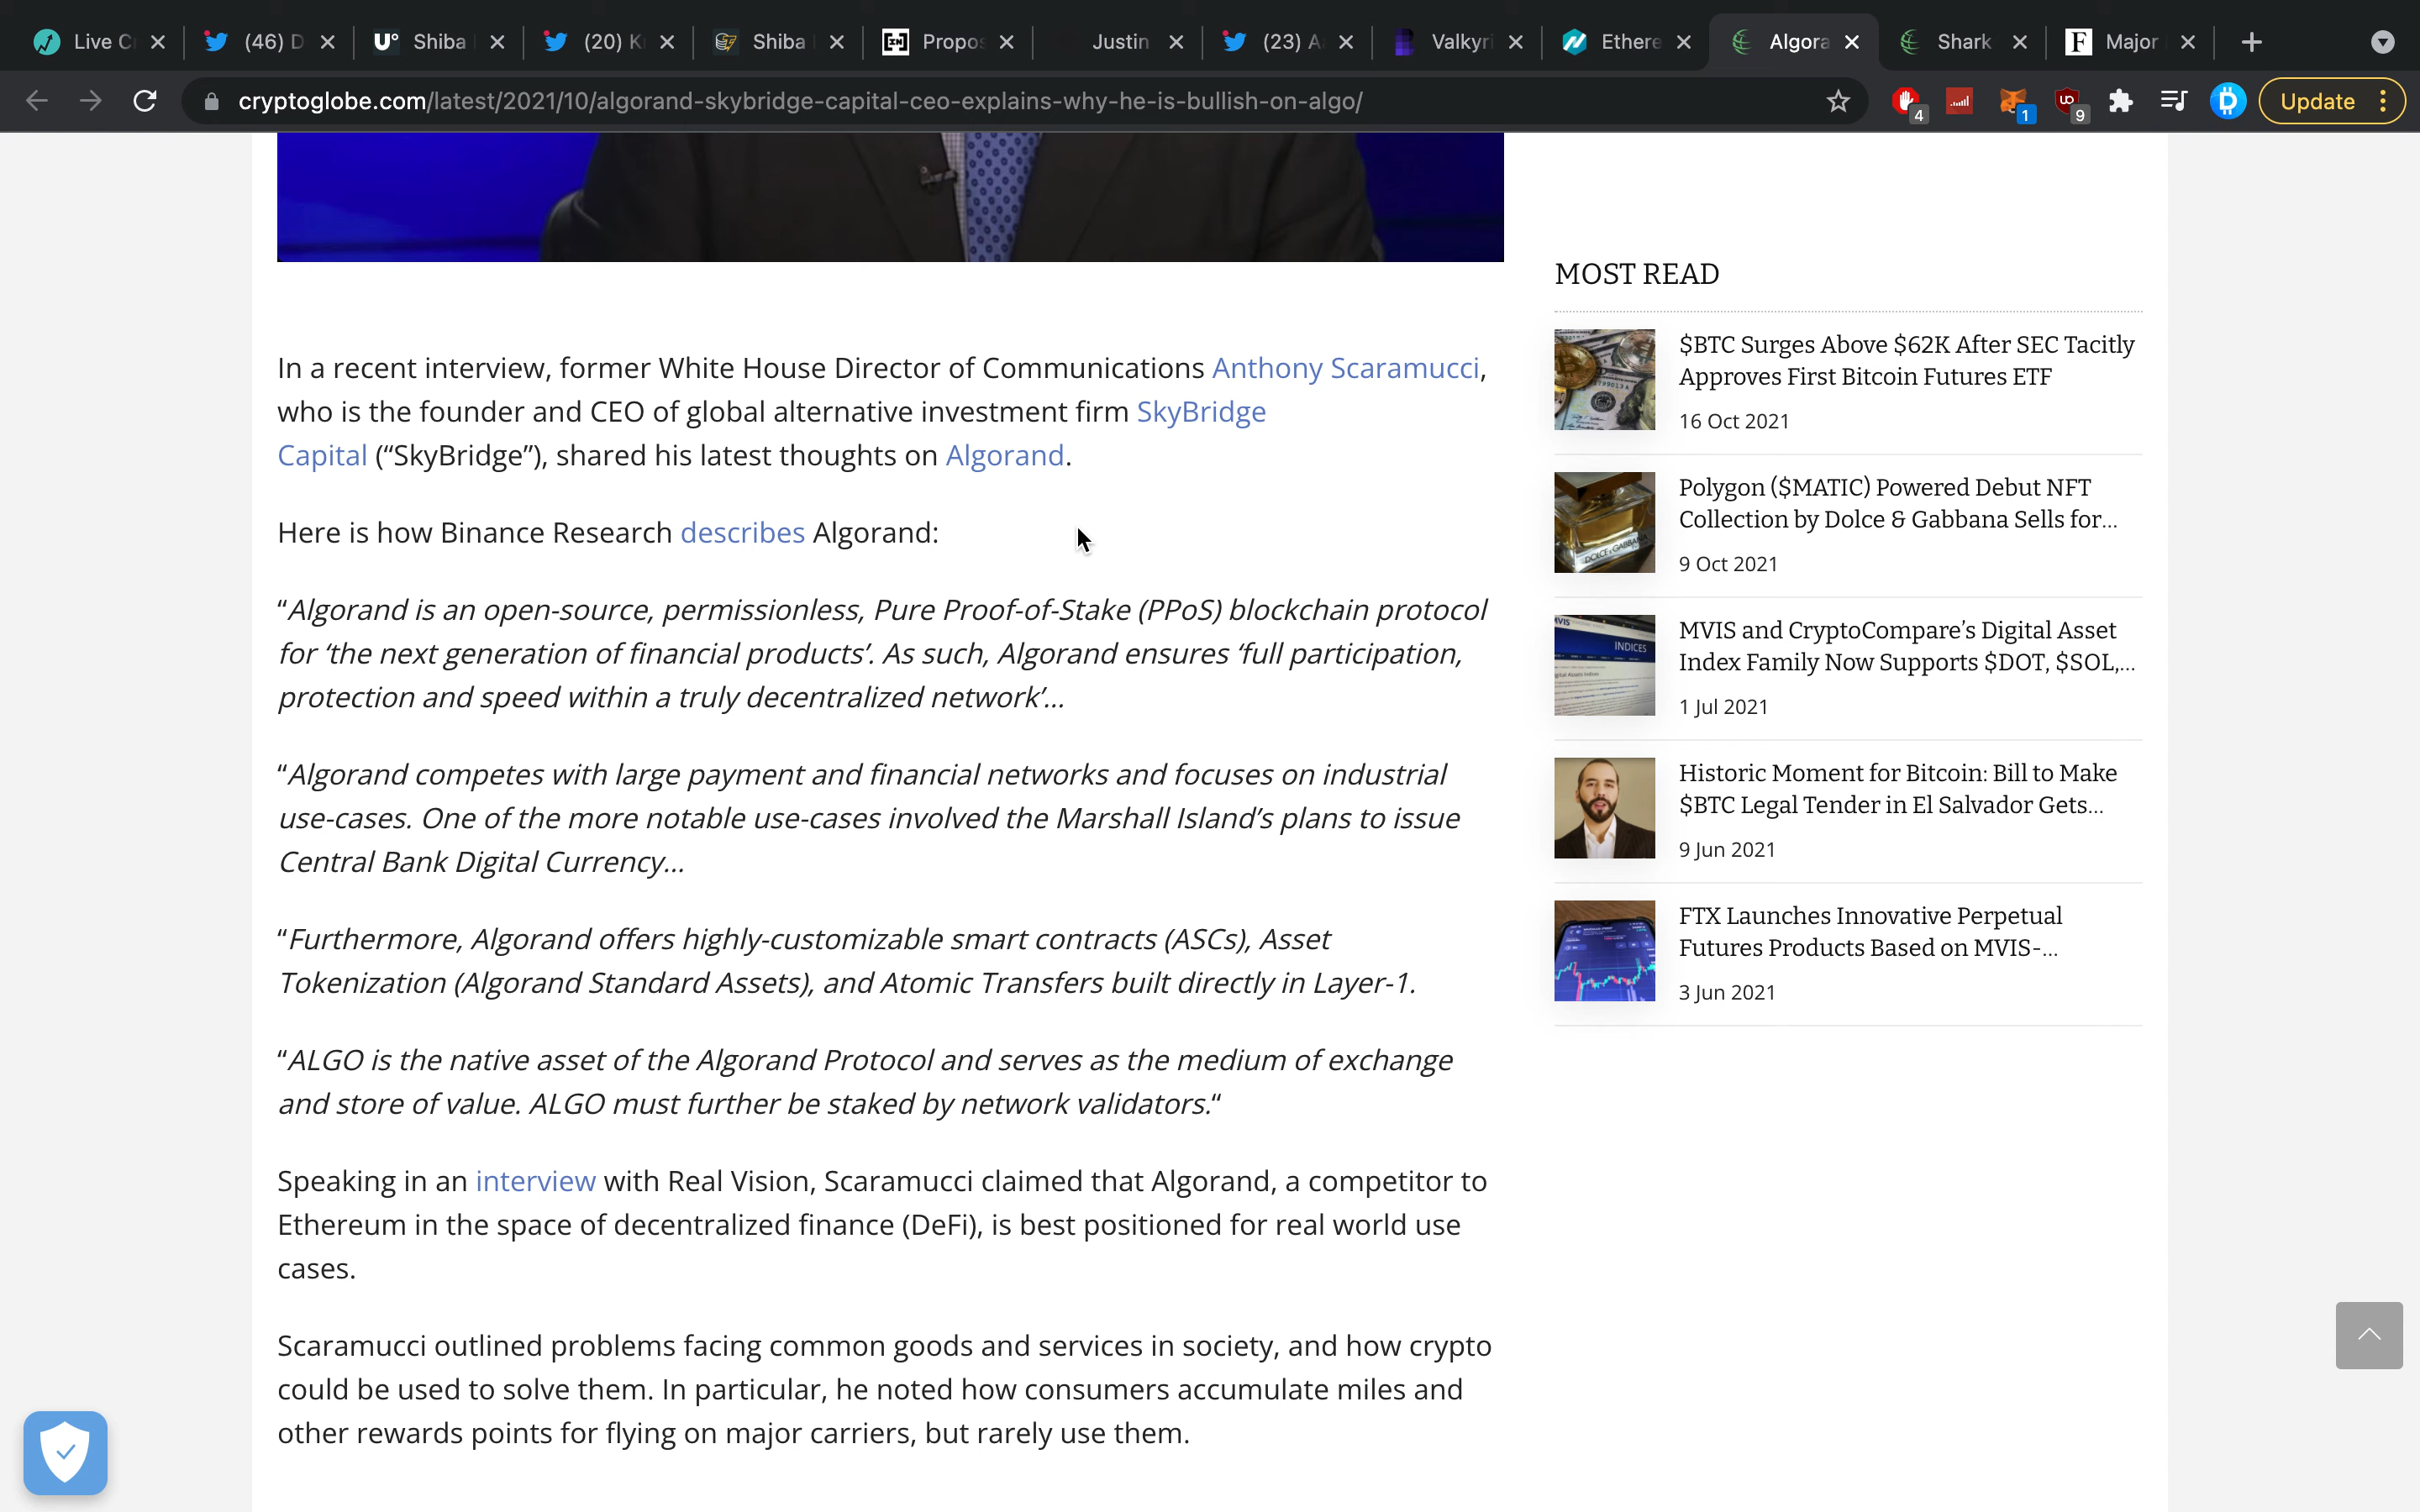 Live C
(46) D
Shiba
(20) K
Shiba
Propos
Justin
(23) A
Valkyri
Ethere
Algora
Shark
Major
cryptoglobe.com/latest/2021/10/algorand-skybridge-capital-ceo-explains-why-he-is-bullish-on-algo/
4
1
9
Update
In a recent interview, former White House Director of Communications Anthony Scaramucci,
who is the founder and CEO of global alternative investment firm SkyBridge
Capital (“SkyBridge”), shared his latest thoughts on Algorand.
Here is how Binance Research describes Algorand:
“Algorand is an open-source, permissionless, Pure Proof-of-Stake (PPoS) blockchain protocol
for ‘the next generation of financial products’. As such, Algorand ensures ‘full participation,
protection and speed within a truly decentralized network’…
“Algorand competes with large payment and financial networks and focuses on industrial
use-cases. One of the more notable use-cases involved the Marshall Island’s plans to issue
Central Bank Digital Currency…
“Furthermore, Algorand offers highly-customizable smart contracts (ASCs), Asset
Tokenization (Algorand Standard Assets), and Atomic Transfers built directly in Layer-1.
“ALGO is the native asset of the Algorand Protocol and serves as the medium of exchange
and store of value. ALGO must further be staked by network validators.“
Speaking in an interview with Real Vision, Scaramucci claimed that Algorand, a competitor to
Ethereum in the space of decentralized finance (DeFi), is best positioned for real world use
cases.
Scaramucci outlined problems facing common goods and services in society, and how crypto
could be used to solve them. In particular, he noted how consumers accumulate miles and
other rewards points for flying on major carriers, but rarely use them.
MOST READ
$BTC Surges Above $62K After SEC Tacitly
Approves First Bitcoin Futures ETF
16 Oct 2021
Polygon ($MATIC) Powered Debut NFT
Collection by Dolce & Gabbana Sells for...
9 Oct 2021
MVIS and CryptoCompare’s Digital Asset
Index Family Now Supports $DOT, $SOL,...
1 Jul 2021
Historic Moment for Bitcoin: Bill to Make
$BTC Legal Tender in El Salvador Gets...
9 Jun 2021
FTX Launches Innovative Perpetual
Futures Products Based on MVIS-...
3 Jun 2021
DOLCE & GABBANA
INDICES